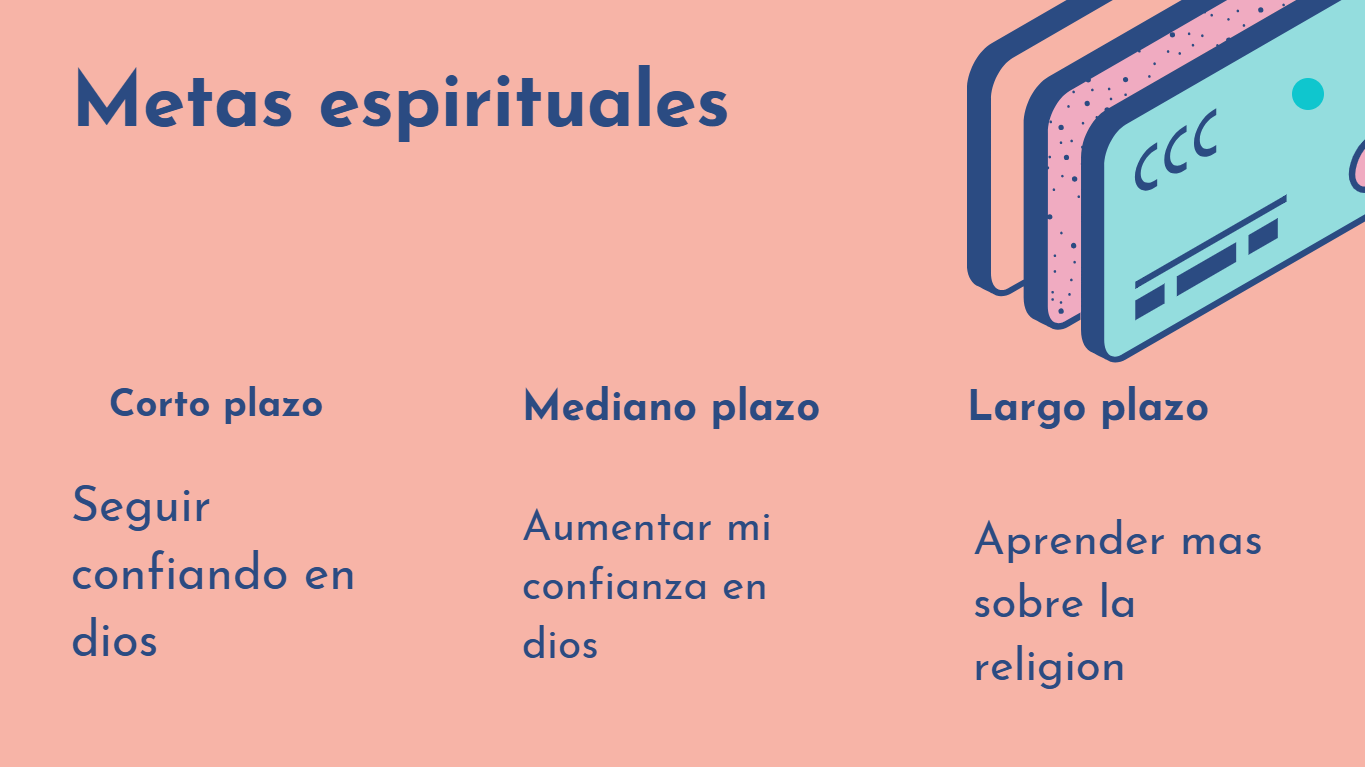 Metas espirituales
Corto plazo
Seguir
confiando en
dios
Mediano plazo
Aumentar mi
confianza en
dios
Largo plazo
Aprender mas
sobre la
religion